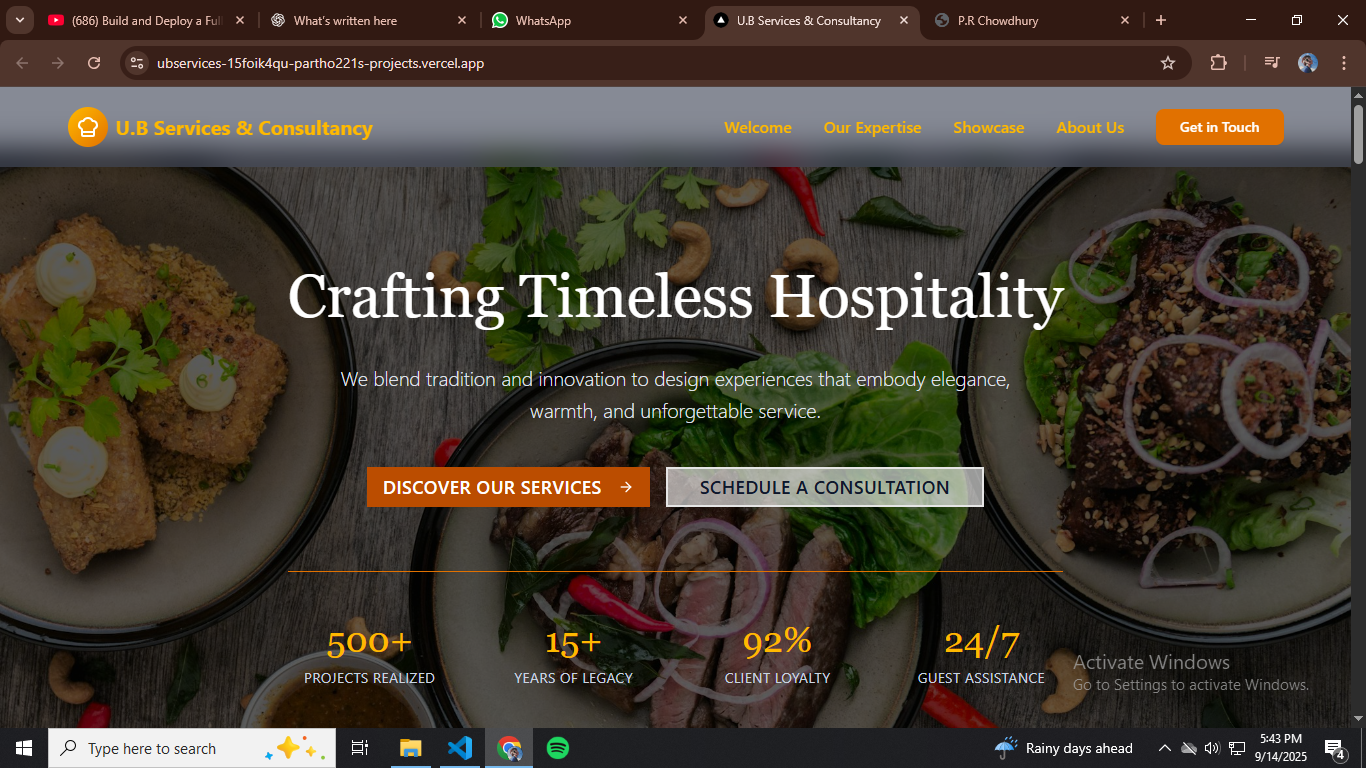 (686) Build and Deploy a Full
What's written here
WhatsApp
U.B Services & Consultancy
P.R Chowdhury
ubservices-15foik4qu-partho221s-projects.vercel.app
U.B Services & Consultancy
Welcome
Our Expertise
Showcase
About Us
Get in Touch
Crafting Timeless Hospitality
We blend tradition and innovation to design experiences that embody elegance,
warmth, and unforgettable service.
DISCOVER OUR SERVICES
SCHEDULE A CONSULTATION
500+
PROJECTS REALIZED
15+
YEARS OF LEGACY
92%
CLIENT LOYALTY
24/7
GUEST ASSISTANCE
Activate Windows
Go to Settings to activate Windows.
Type here to search
Rainy days ahead
5:43 PM
9/14/2025
4